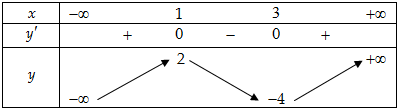 x −∞ 1 3 +∞
y′ + 0 − 0 +
2 +∞
y
−∞ −4